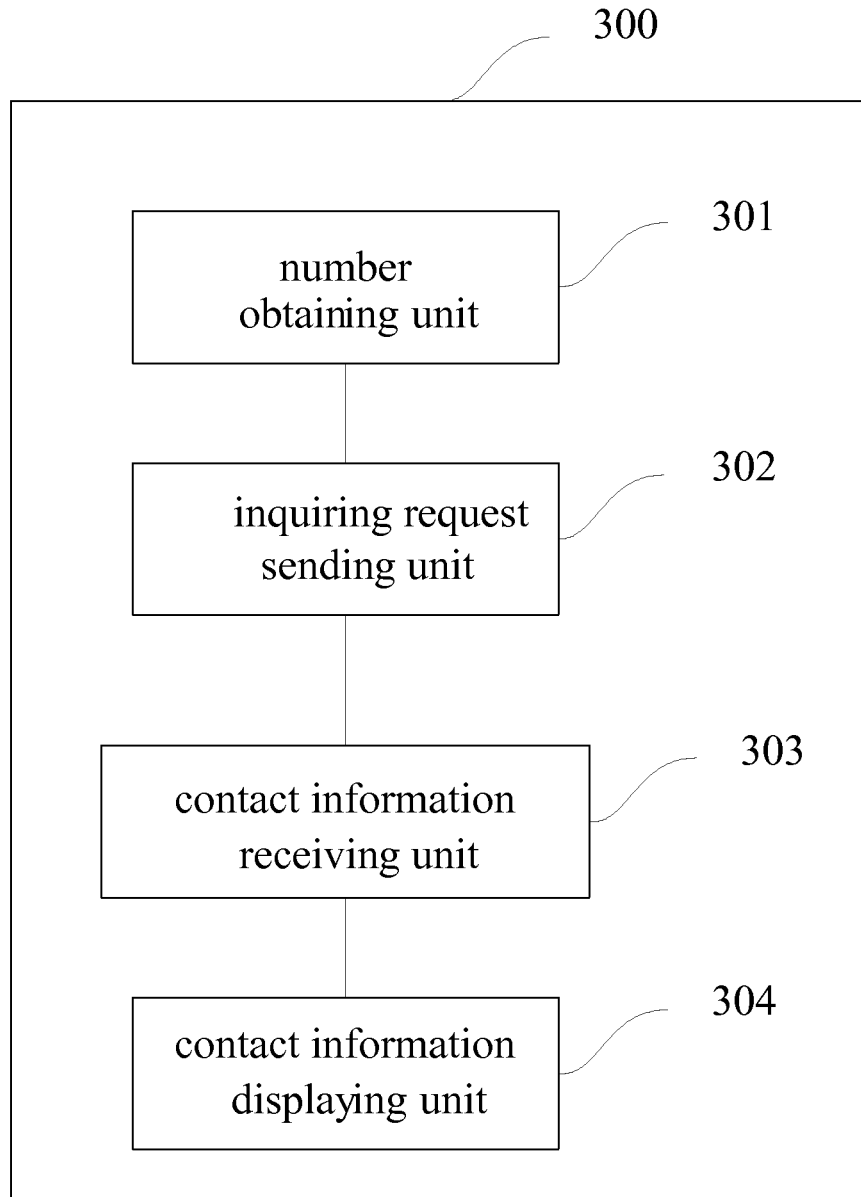 300
301
number
obtaining unit
302
inquiring request
sending unit
303
contact information
receiving unit
304
contact information
displaying unit